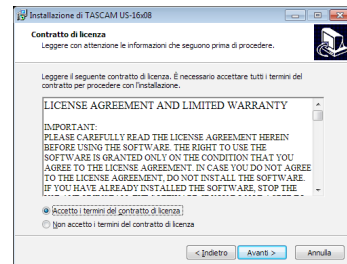 Installazione di TASCAM US-16x08
Contratto di licenza
Leggere con attenzione le informazioni che seguono prima di procedere.
Leggere il seguente contratto di licenza. È necessario accettare tutti i termini del
contratto per procedere con l'installazione.
LICENSE AGREEMENT AND LIMITED WARRANTY
IMPORTANT:
PLEASE CAREFULLY READ THE LICENSE AGREEMENT HEREIN
BEFORE USING THE SOFTWARE. THE RIGHT TO USE THE
SOFTWARE IS GRANTED ONLY ON THE CONDITION THAT YOU
AGREE TO THE LICENSE AGREEMENT. IN CASE YOU DO NOT AGREE
TO THE LICENSE AGREEMENT, DO NOT INSTALL THE SOFTWARE.
IF YOU HAVE ALREADY INSTALLED THE SOFTWARE, STOP THE
Accetto i termini del contratto di licenza
Non accetto i termini del contratto di licenza
< Indietro
Avanti >
Annulla